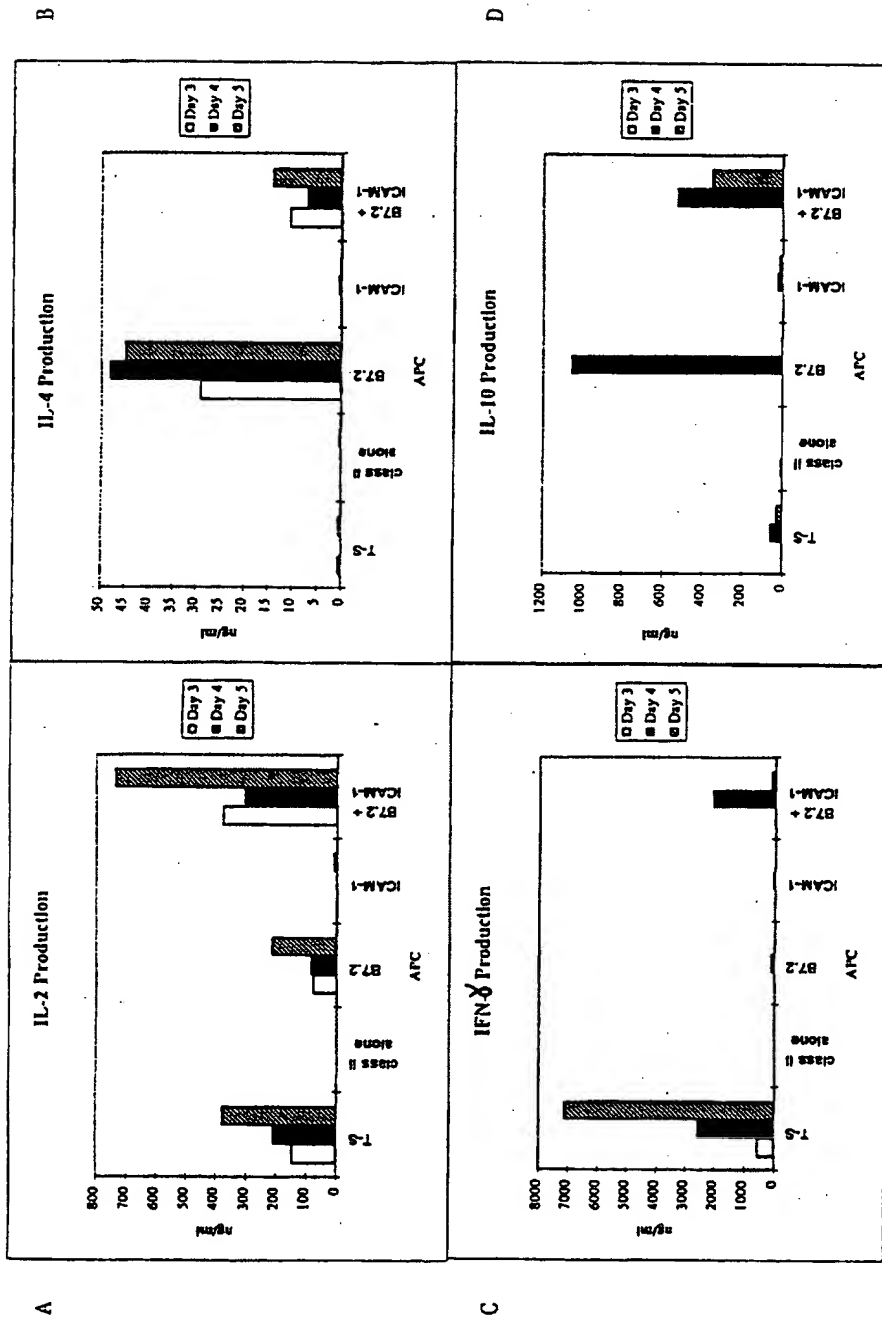 A
IL-2 Production
800
700
600
500
400
300
200
100
0
ng/ml
T-S
class II
alone
B7.2
ICAM-1
B7.2 +
ICAM-1
APC
Day 3
Day 4
Day 5
B
IL-4 Production
50
45
40
35
30
25
20
15
10
5
0
ng/ml
T-S
class II
alone
B7.2
ICAM-1
B7.2 +
ICAM-1
APC
Day 3
Day 4
Day 5
C
IFN-γ Production
8000
7000
6000
5000
4000
3000
2000
1000
0
ng/ml
T-S
class II
alone
B7.2
ICAM-1
B7.2 +
ICAM-1
APC
Day 3
Day 4
Day 5
D
IL-10 Production
1200
1000
800
600
400
200
0
ng/ml
T-S
class II
alone
B7.2
ICAM-1
B7.2 +
ICAM-1
APC
Day 3
Day 4
Day 5